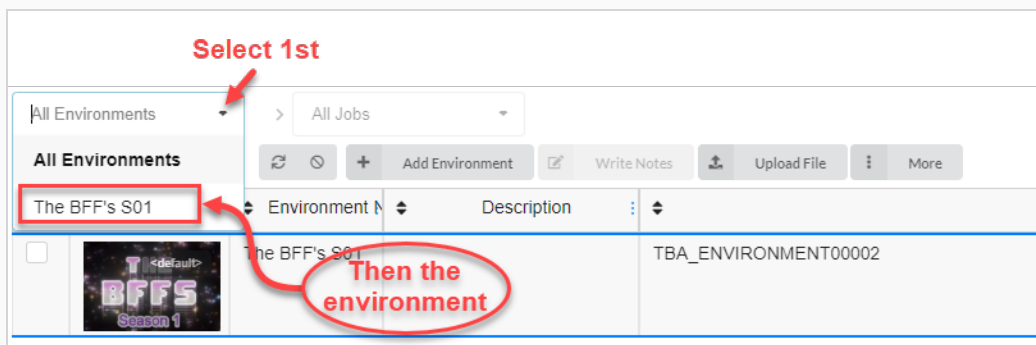 Select 1st
All Environments
All Jobs
All Environments
Add Environment
Write Notes
Upload File
More
The BFF's S01
Environment N
Description
<default>
BFFS
Season 1
The BFF's S01
TBA_ENVIRONMENT00002
Then the
environment